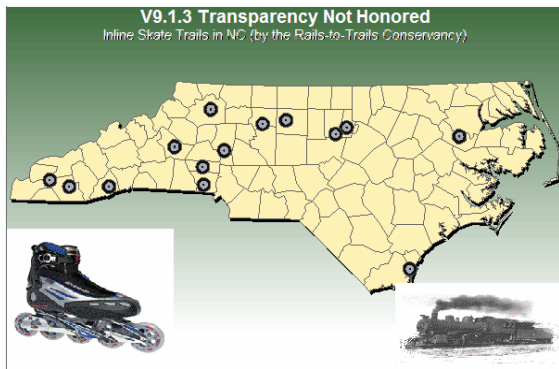 V9.1.3 Transparency Not Honored
Inline Skate Trails in NC (by the Rails-to-Trails Conservancy)